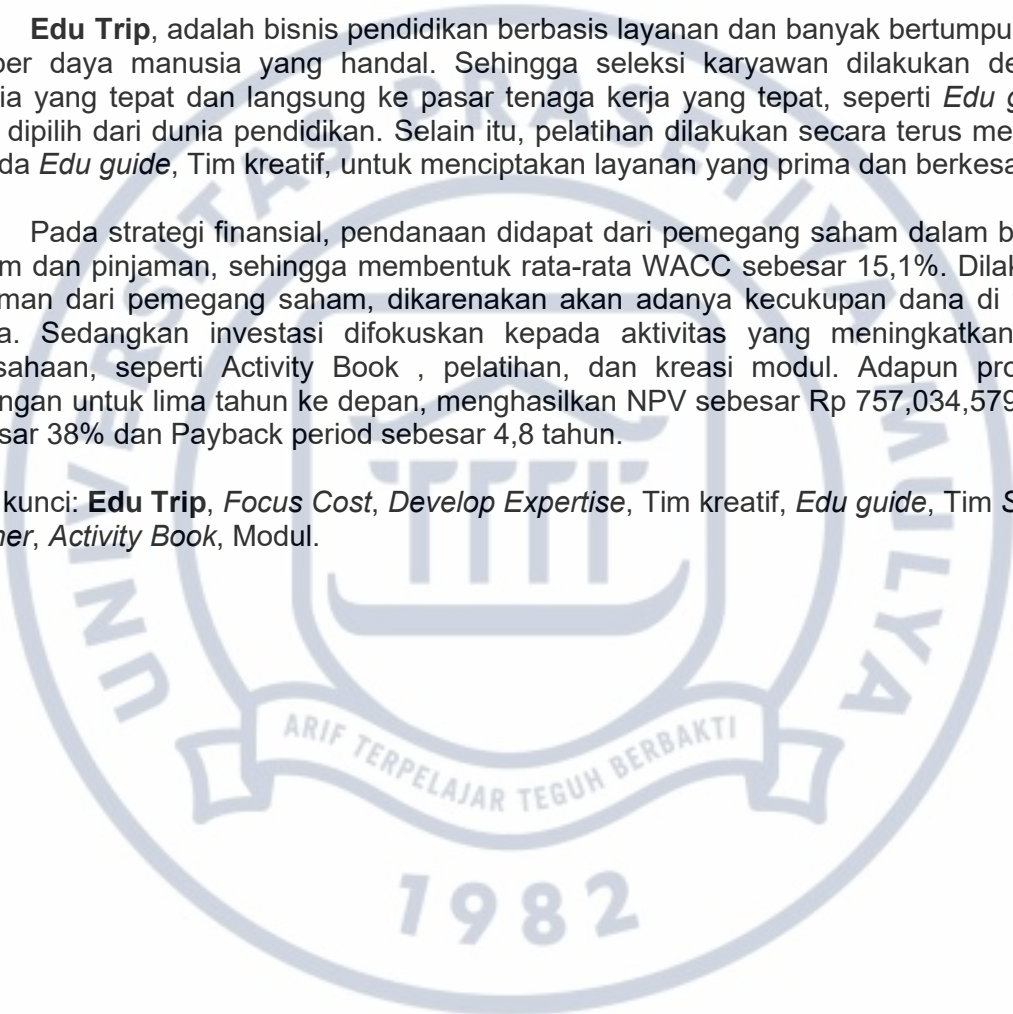 Edu Trip, adalah bisnis pendidikan berbasis layanan dan banyak bertumpu
er daya manusia yang handal. Sehingga seleksi karyawan dilakukan de
ia yang tepat dan langsung ke pasar tenaga kerja yang tepat, seperti Edu g
dipilih dari dunia pendidikan. Selain itu, pelatihan dilakukan secara terus me
da Edu guide, Tim kreatif, untuk menciptakan layanan yang prima dan berkesa
Pada strategi finansial, pendanaan didapat dari pemegang saham dalam b
m dan pinjaman, sehingga membentuk rata-rata WACC sebesar 15,1%. Dilak
man dari pemegang saham, dikarenakan akan adanya kecukupan dana di
a. Sedangkan investasi difokuskan kepada aktivitas yang meningkatkan
sahaan, seperti Activity Book , pelatihan, dan kreasi modul. Adapun pro
ngan untuk lima tahun ke depan, menghasilkan NPV sebesar Rp 757,034,579
sar 38% dan Payback period sebesar 4,8 tahun.
kunci: Edu Trip, Focus Cost, Develop Expertise, Tim kreatif, Edu guide, Tim S
ner, Activity Book, Modul.
UNIVERSITAS PRASETIYA MULYA
ARIF TERPELAJAR TEGUH BERBAKTI
1982